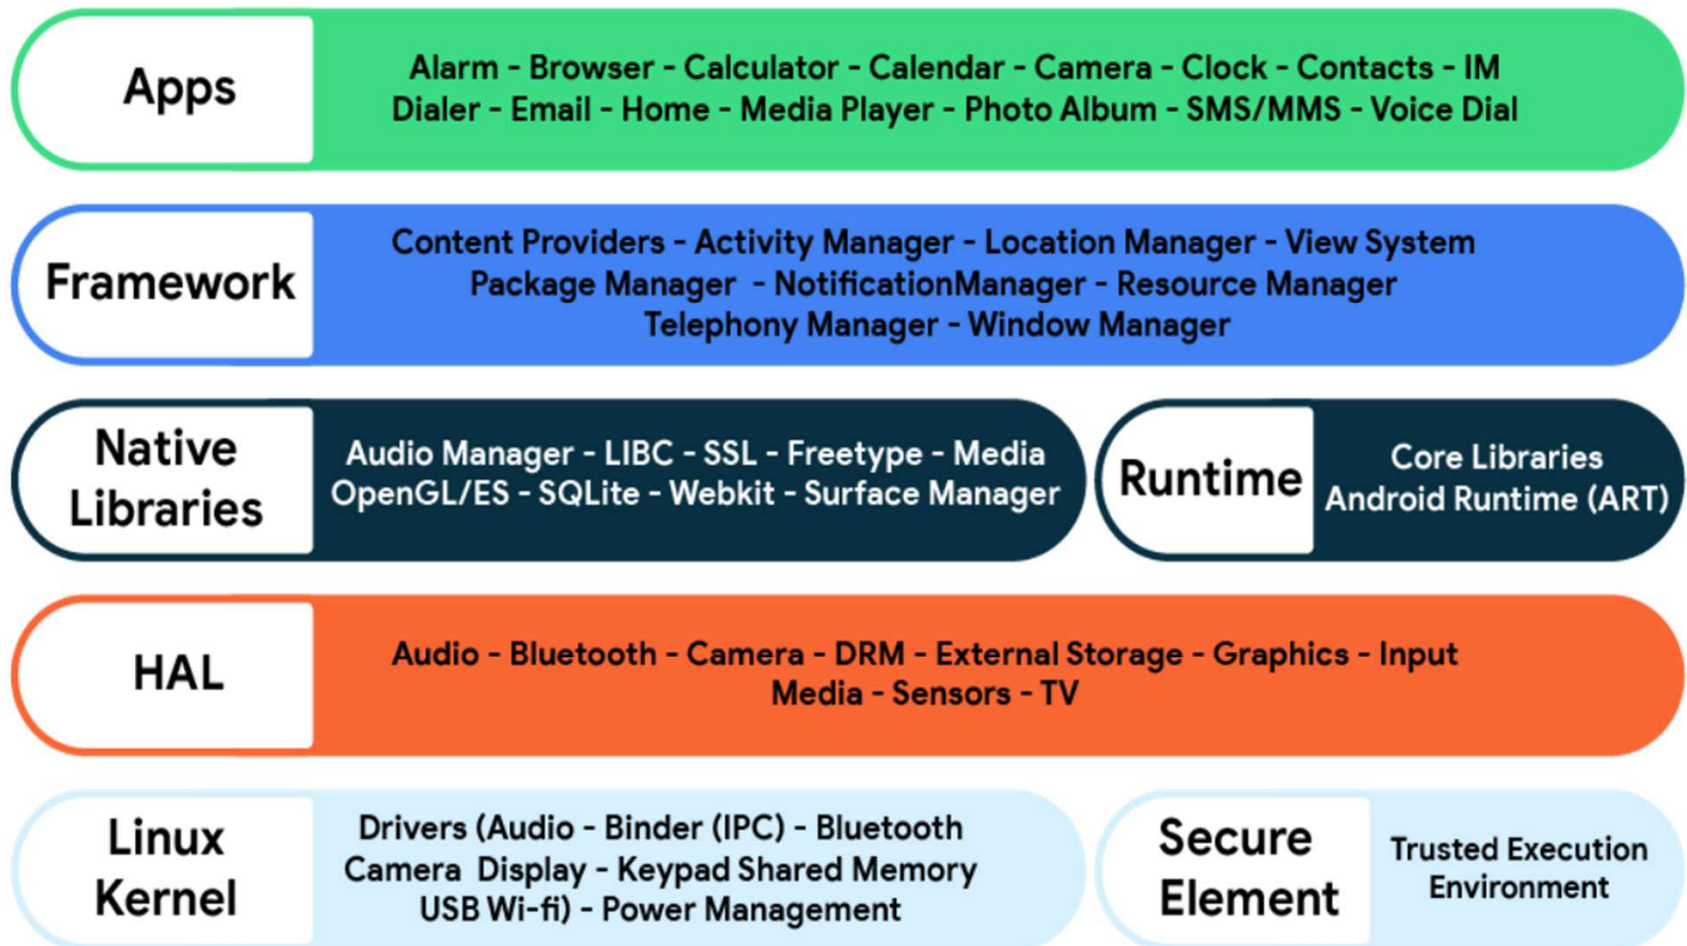 Apps
Alarm - Browser - Calculator - Calendar - Camera - Clock - Contacts - IM
Dialer - Email - Home - Media Player - Photo Album - SMS/MMS - Voice Dial
Framework
Content Providers - Activity Manager - Location Manager - View System
Package Manager - NotificationManager - Resource Manager
Telephony Manager - Window Manager
Native
Libraries
Audio Manager - LIBC - SSL - Freetype - Media
OpenGL/ES - SQLite - Webkit - Surface Manager
Runtime
Core Libraries
Android Runtime (ART)
HAL
Audio - Bluetooth - Camera - DRM - External Storage - Graphics - Input
Media - Sensors - TV
Linux
Kernel
Drivers (Audio - Binder (IPC) - Bluetooth
Camera Display - Keypad Shared Memory
USB Wi-fi) - Power Management
Secure
Element
Trusted Execution
Environment